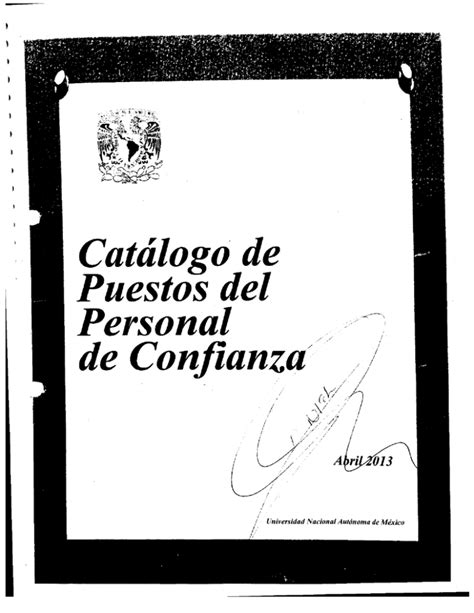 Catálogo de
Puestos del
Personal
de Confianza
Abril 2013
Universidad Nacional Autónoma de México